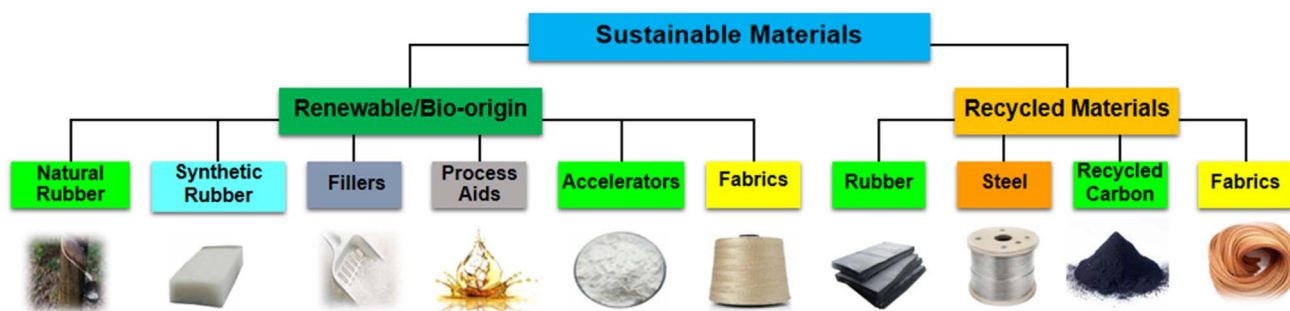 Sustainable Materials
Renewable/Bio-origin
Recycled Materials
Natural
Rubber
Synthetic
Rubber
Fillers
Process
Aids
Accelerators
Fabrics
Rubber
Steel
Recycled
Carbon
Fabrics